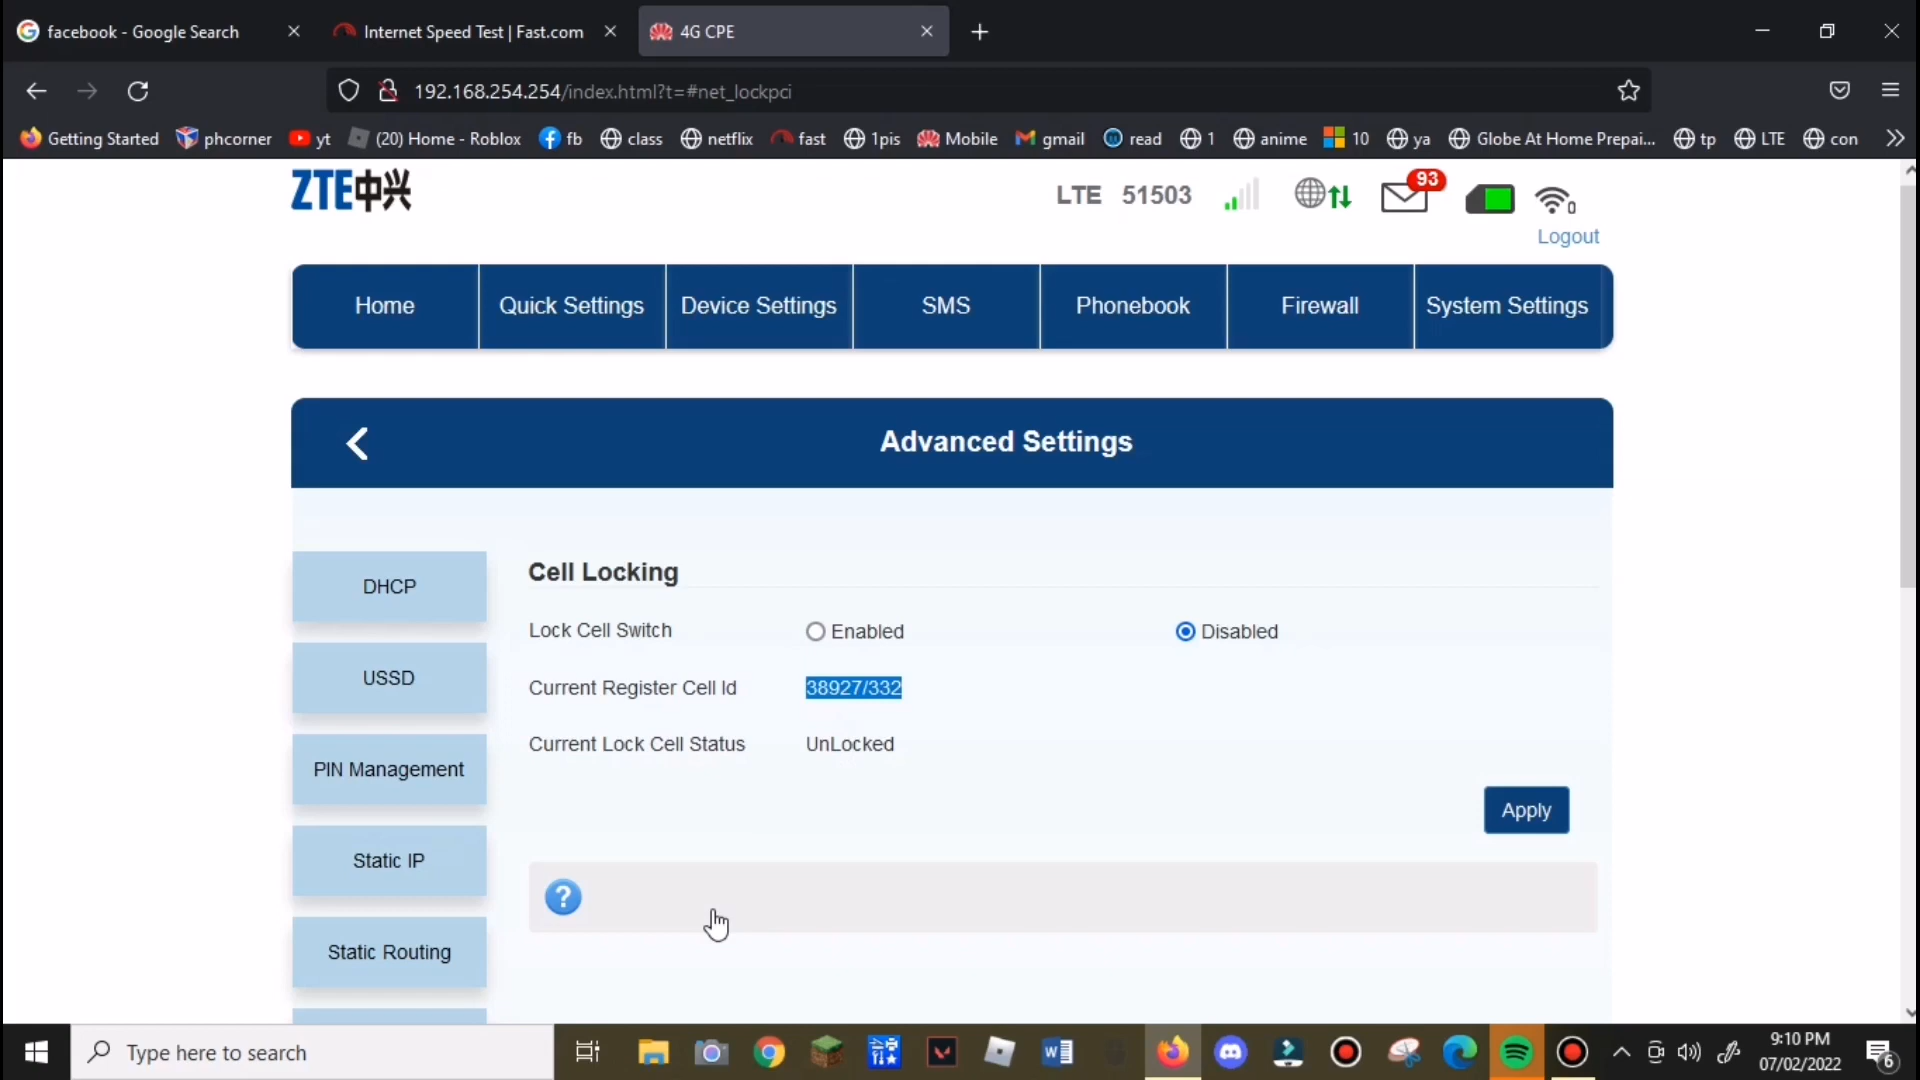 facebook - Google Search
Internet Speed Test | Fast.com
4G CPE
192.168.254.254/index.html?t=#net_lockpci
Getting Started
phcorner
yt
(20) Home - Roblox
fb
class
netflix
fast
1pis
Mobile
gmail
read
1
anime
10
ya
Globe At Home Prepai...
tp
LTE
con
ZTE中兴
LTE 51503
93
0
Logout
Home
Quick Settings
Device Settings
SMS
Phonebook
Firewall
System Settings
Advanced Settings
DHCP
USSD
PIN Management
Static IP
Static Routing
Cell Locking
Lock Cell Switch Enabled Disabled
Current Register Cell Id 38927/332
Current Lock Cell Status UnLocked
Apply
?
Type here to search
9:10 PM
07/02/2022
6